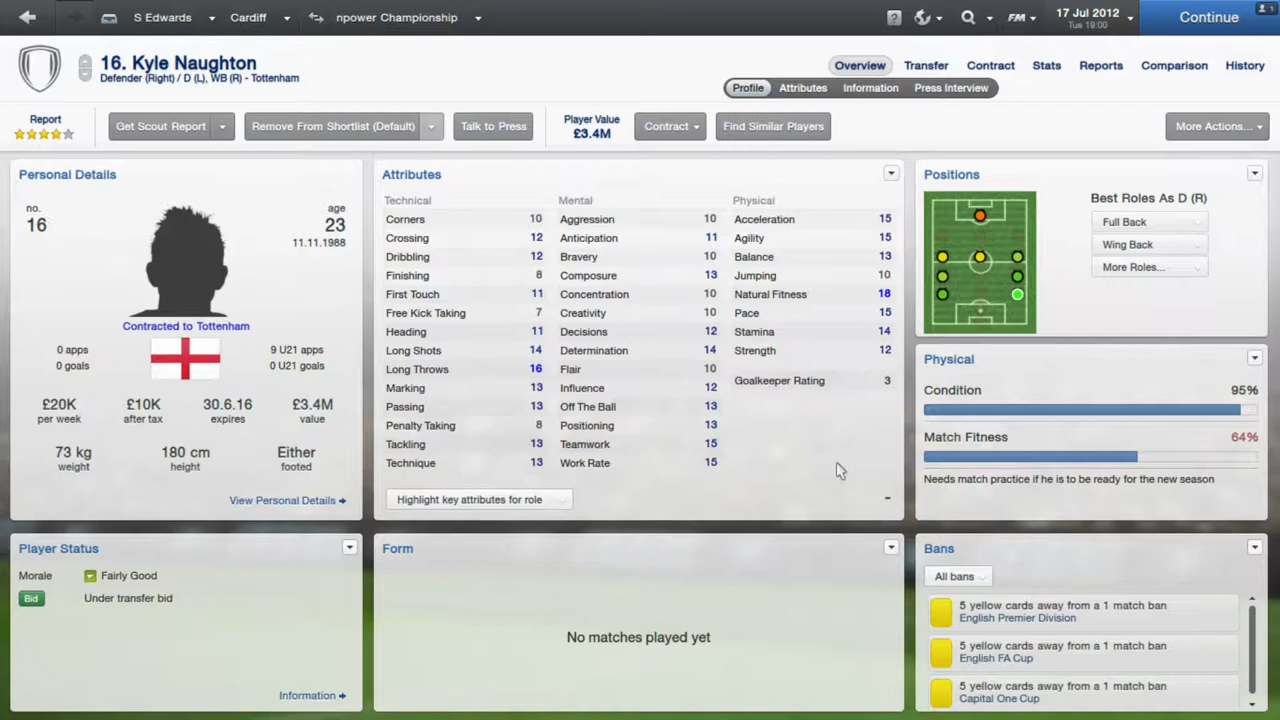 S Edwards Cardiff npower Championship ? FM 17 Jul 2012 Tue 19:00 Continue 1
16. Kyle Naughton
Defender (Right) / D (L), WB (R) - Tottenham
Overview Transfer Contract Stats Reports Comparison History
Profile Attributes Information Press Interview
Report
Get Scout Report Remove From Shortlist (Default) Talk to Press
Player Value
£3.4M
Contract Find Similar Players More Actions...
Personal Details
no.
16
age
23
11.11.1988
Contracted to Tottenham
0 apps
0 goals
9 U21 apps
0 U21 goals
£20K £10K 30.6.16 £3.4M
per week after tax expires value
73 kg 180 cm Either
weight height footed
View Personal Details
Attributes
Technical Mental Physical
Corners 10 Aggression 10 Acceleration 15
Crossing 12 Anticipation 11 Agility 15
Dribbling 12 Bravery 10 Balance 13
Finishing 8 Composure 13 Jumping 10
First Touch 11 Concentration 10 Natural Fitness 18
Free Kick Taking 7 Creativity 10 Pace 15
Heading 11 Decisions 12 Stamina 14
Long Shots 14 Determination 14 Strength 12
Long Throws 16 Flair 10
Goalkeeper Rating 3
Marking 13 Influence 12
Passing 13 Off The Ball 13
Penalty Taking 8 Positioning 13
Tackling 13 Teamwork 15
Technique 13 Work Rate 15
Highlight key attributes for role -
Positions
Best Roles As D (R)
Full Back
Wing Back
More Roles...
Physical
Condition 95%
Match Fitness 64%
Needs match practice if he is to be ready for the new season
Player Status
Morale Fairly Good
Bid Under transfer bid
Information
Form
No matches played yet
Bans
All bans
5 yellow cards away from a 1 match ban
English Premier Division
5 yellow cards away from a 1 match ban
English FA Cup
5 yellow cards away from a 1 match ban
Capital One Cup